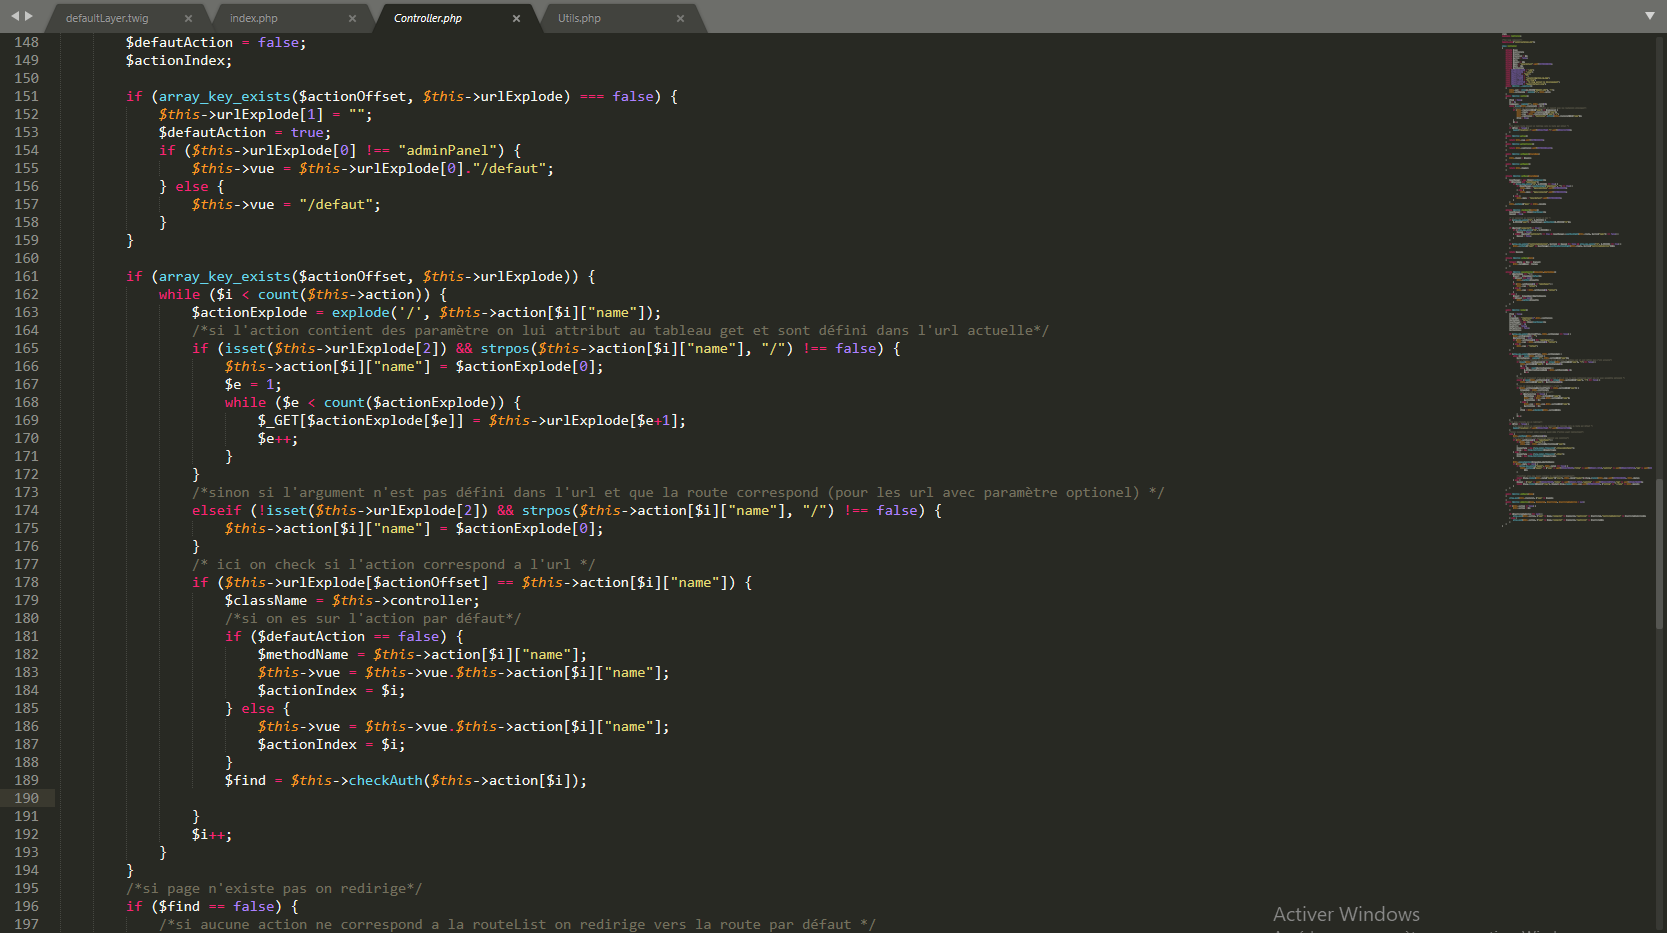 defaultLayer.twig × index.php × Controller.php × Utils.php ×
148 $defautAction = false;
149 $actionIndex;
150
151 if (array_key_exists($actionOffset, $this->urlExplode) === false) {
152 $this->urlExplode[1] = "";
153 $defautAction = true;
154 if ($this->urlExplode[0] !== "adminPanel") {
155 $this->vue = $this->urlExplode[0]."/defaut";
156 } else {
157 $this->vue = "/defaut";
158 }
159 }
160
161 if (array_key_exists($actionOffset, $this->urlExplode)) {
162 while ($i < count($this->action)) {
163 $actionExplode = explode('/', $this->action[$i]["name"]);
164 /*si l'action contient des paramètre on lui attribut au tableau get et sont défini dans l'url actuelle*/
165 if (isset($this->urlExplode[2]) && strpos($this->action[$i]["name"], "/") !== false) {
166 $this->action[$i]["name"] = $actionExplode[0];
167 $e = 1;
168 while ($e < count($actionExplode)) {
169 $_GET[$actionExplode[$e]] = $this->urlExplode[$e+1];
170 $e++;
171 }
172 }
173 /*sinon si l'argument n'est pas défini dans l'url et que la route correspond (pour les url avec paramètre optionel) */
174 elseif (!isset($this->urlExplode[2]) && strpos($this->action[$i]["name"], "/") !== false) {
175 $this->action[$i]["name"] = $actionExplode[0];
176 }
177 /* ici on check si l'action correspond a l'url */
178 if ($this->urlExplode[$actionOffset] == $this->action[$i]["name"]) {
179 $className = $this->controller;
180 /*si on es sur l'action par défaut*/
181 if ($defautAction == false) {
182 $methodName = $this->action[$i]["name"];
183 $this->vue = $this->vue.$this->action[$i]["name"];
184 $actionIndex = $i;
185 } else {
186 $this->vue = $this->vue.$this->action[$i]["name"];
187 $actionIndex = $i;
188 }
189 $find = $this->checkAuth($this->action[$i]);
190
191 }
192 $i++;
193 }
194 }
195 /*si page n'existe pas on redirige*/
196 if ($find == false) {
197 /*si aucune action ne correspond a la routeList on redirige vers la route par défaut */
Activer Windows